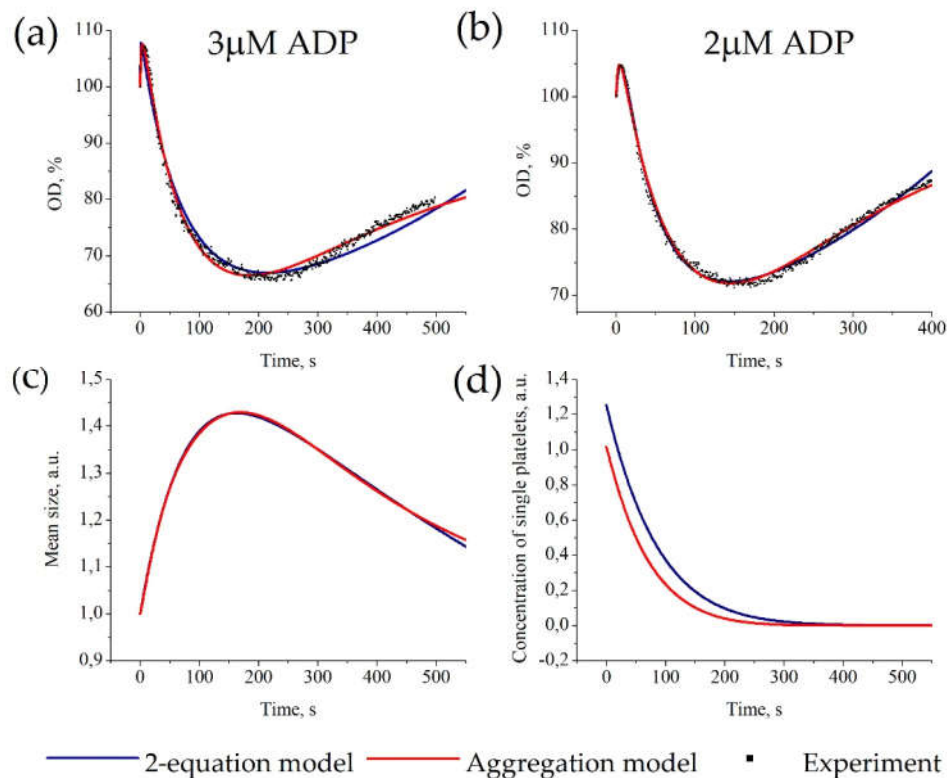 (a) 3μM ADP
110
100
90
80
70
60
OD, %
0 100 200 300 400 500
Time, s
(b) 2μM ADP
110
100
90
80
70
OD, %
0 100 200 300 400
Time, s
(c)
1,5
1,4
1,3
1,2
1,1
1,0
0,9
Mean size, a.u.
0 100 200 300 400 500
Time, s
(d)
1,4
1,2
1,0
0,8
0,6
0,4
0,2
0,0
-0,2
Concentration of single platelets, a.u.
0 100 200 300 400 500
Time, s
2-equation model Aggregation model Experiment